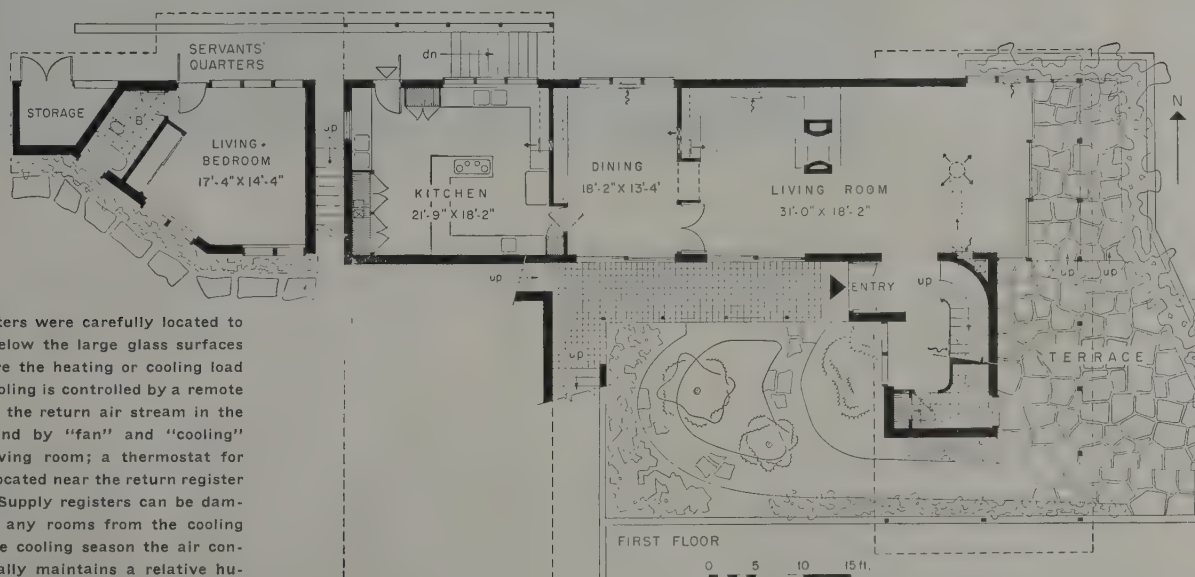 SERVANTS'
QUARTERS
dn
STORAGE
B
LIVING -
BEDROOM
17'-4" X 14'-4"
up
KITCHEN
21'-9" X 18'-2"
DINING
18'-2" X 13'-4"
LIVING ROOM
31'-0" X 18'-2"
N
up
ENTRY
up
up
up
up
TERRACE
FIRST FLOOR
0 5 10 15 ft.
ters were carefully located to
elow the large glass surfaces
re the heating or cooling load
oling is controlled by a remote
the return air stream in the
nd by "fan" and "cooling"
ving room; a thermostat for
ocated near the return register
Supply registers can be dam-
any rooms from the cooling
e cooling season the air con-
ally maintains a relative hu-